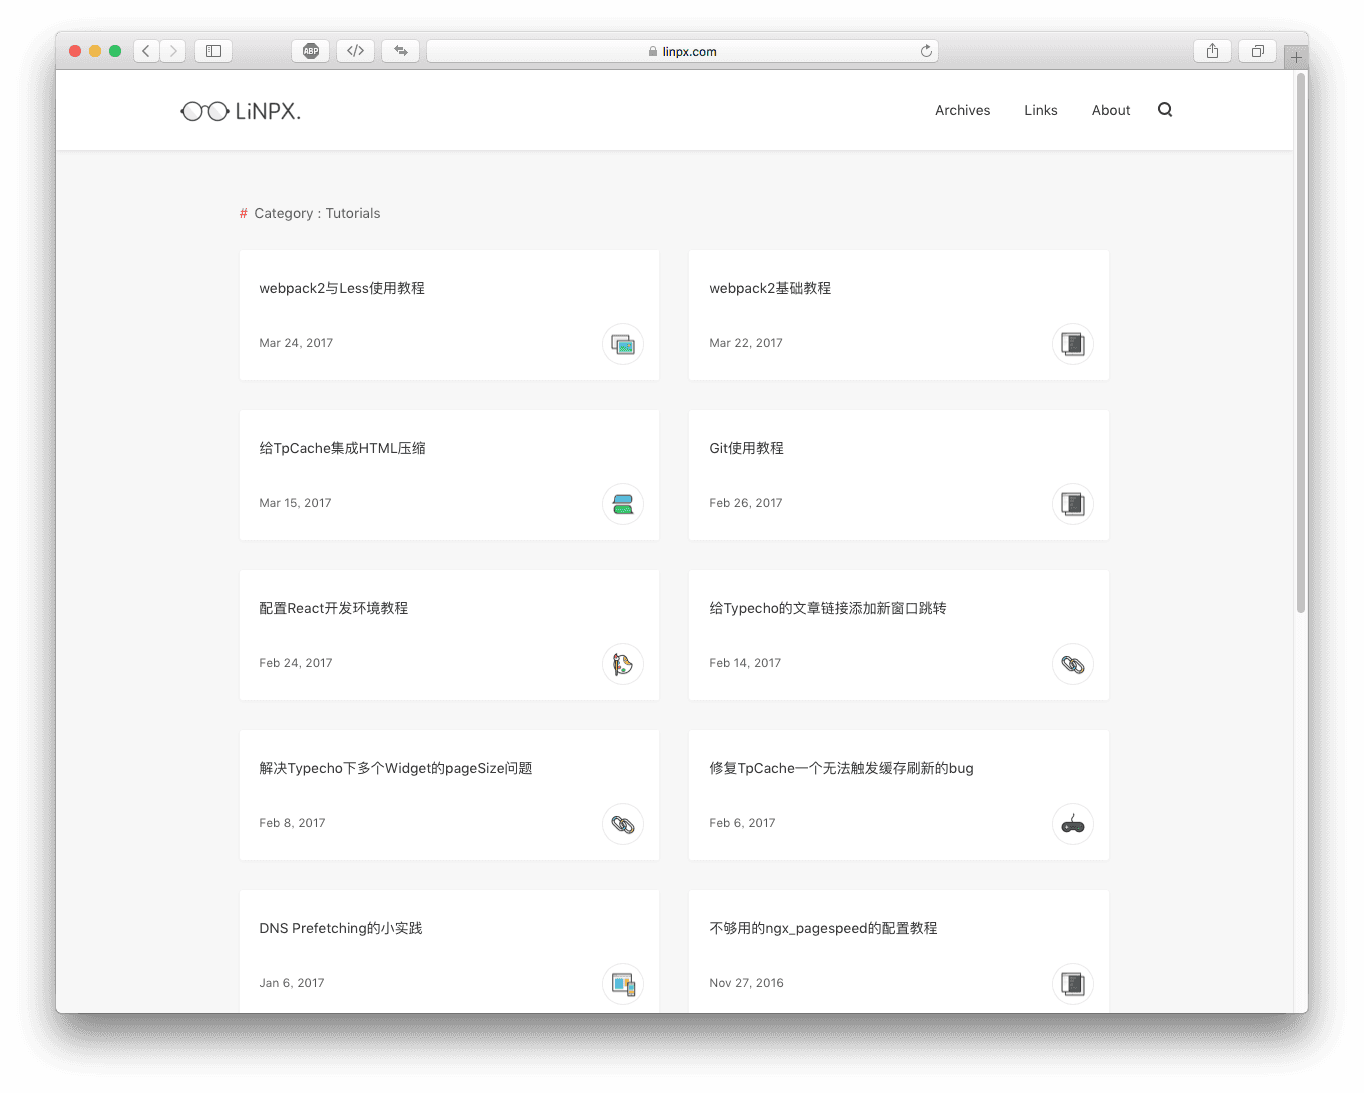 ABP
</>
linpx.com
LiNPX.
Archives
Links
About
# Category : Tutorials
webpack2与Less使用教程
Mar 24, 2017
webpack2基础教程
Mar 22, 2017
给TpCache集成HTML压缩
Mar 15, 2017
Git使用教程
Feb 26, 2017
配置React开发环境教程
Feb 24, 2017
给Typecho的文章链接添加新窗口跳转
Feb 14, 2017
解决Typecho下多个Widget的pageSize问题
Feb 8, 2017
修复TpCache一个无法触发缓存刷新的bug
Feb 6, 2017
DNS Prefetching的小实践
Jan 6, 2017
不够用的ngx_pagespeed的配置教程
Nov 27, 2016